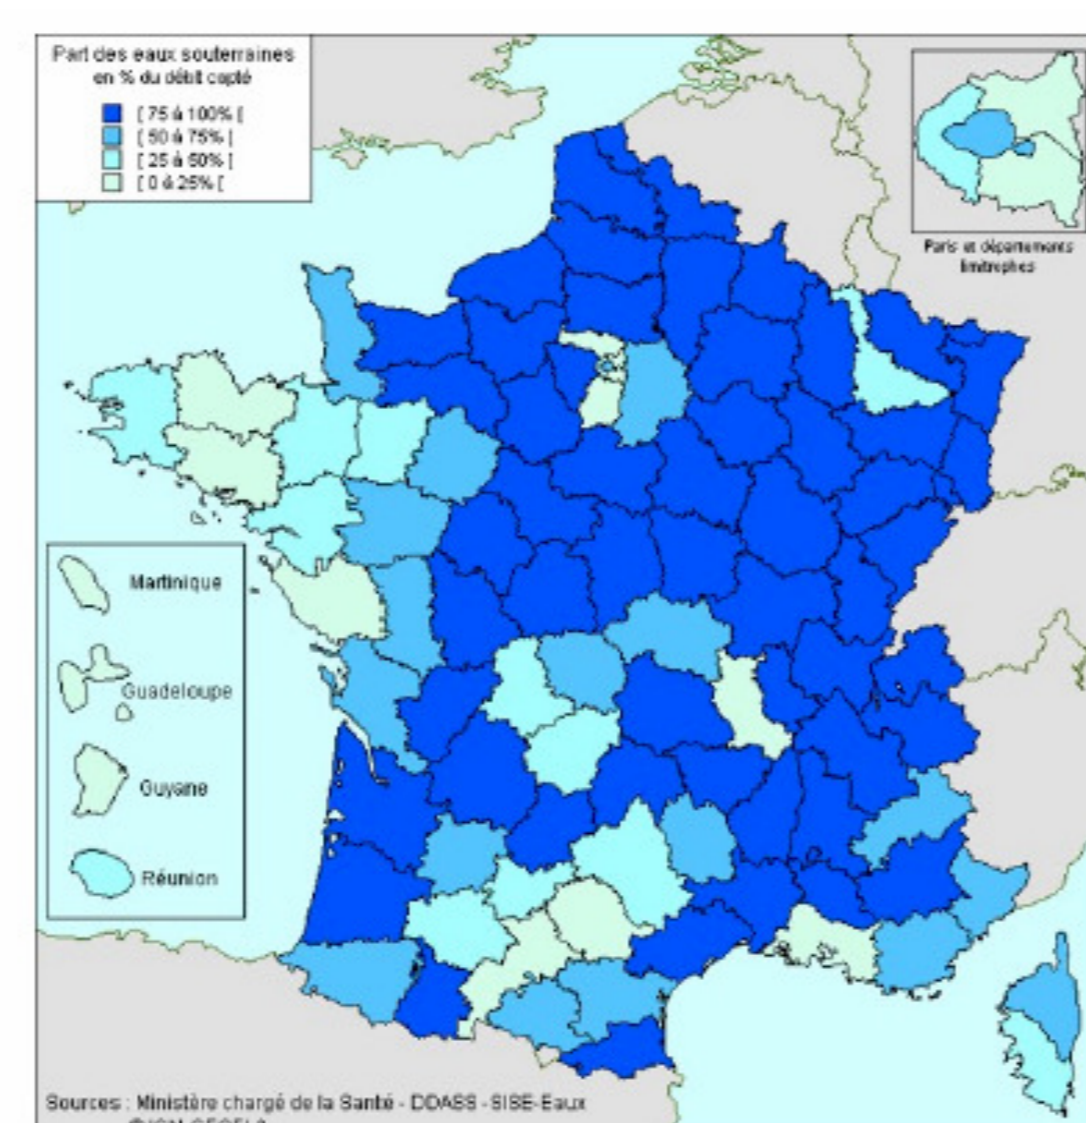 Part des eaux souterraines
en % du débit capté
[ 75 à 100% [
[ 50 à 75% [
[ 25 à 50% [
[ 0 à 25% [
Paris et départements
limitrophes
Martinique
Guadeloupe
Guyane
Réunion
Sources : Ministère chargé de la Santé - DDASS - SISE-Eaux